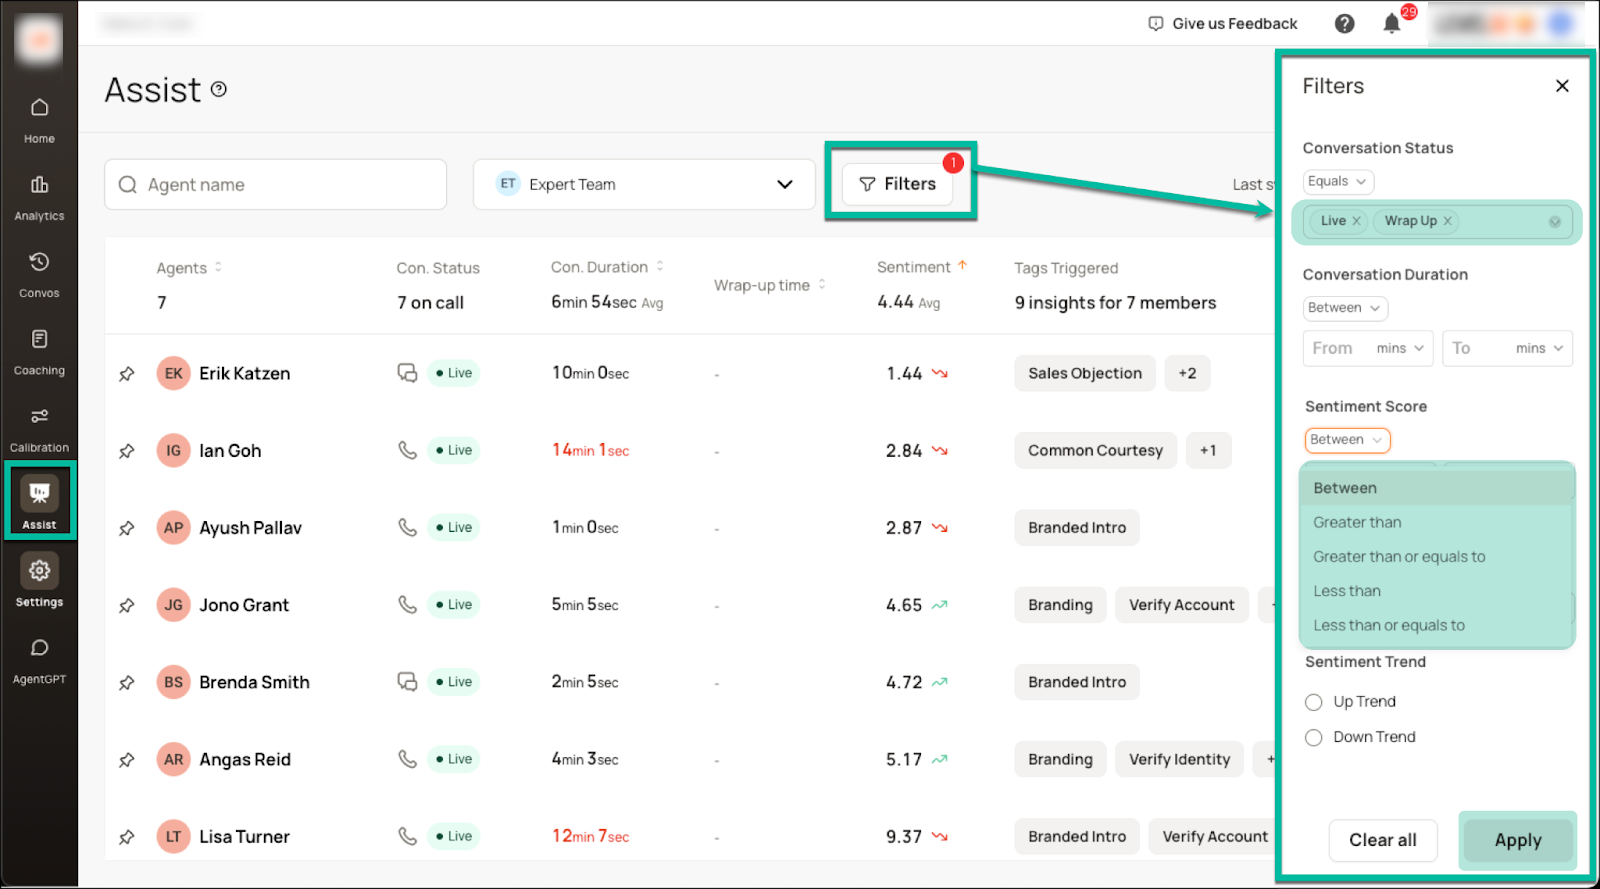 Give us Feedback
29
Home
Analytics
Convos
Coaching
Calibration
Assist
Settings
AgentGPT
Assist
Agent name
ET Expert Team
Filters
1
Last
Agents
7
Con. Status
7 on call
Con. Duration
6min 54sec Avg
Wrap-up time
Sentiment
4.44 Avg
Tags Triggered
9 insights for 7 members
EK Erik Katzen Live 10min 0sec - 1.44 Sales Objection +2
IG Ian Goh Live 14min 1sec - 2.84 Common Courtesy +1
AP Ayush Pallav Live 1min 0sec - 2.87 Branded Intro
JG Jono Grant Live 5min 5sec - 4.65 Branding Verify Account
BS Brenda Smith Live 2min 5sec - 4.72 Branded Intro
AR Angas Reid Live 4min 3sec - 5.17 Branding Verify Identity +
LT Lisa Turner Live 12min 7sec - 9.37 Branded Intro Verify Account
Filters
Conversation Status
Equals
Live Wrap Up
Conversation Duration
Between
From mins To mins
Sentiment Score
Between
Between
Greater than
Greater than or equals to
Less than
Less than or equals to
Sentiment Trend
Up Trend
Down Trend
Clear all Apply